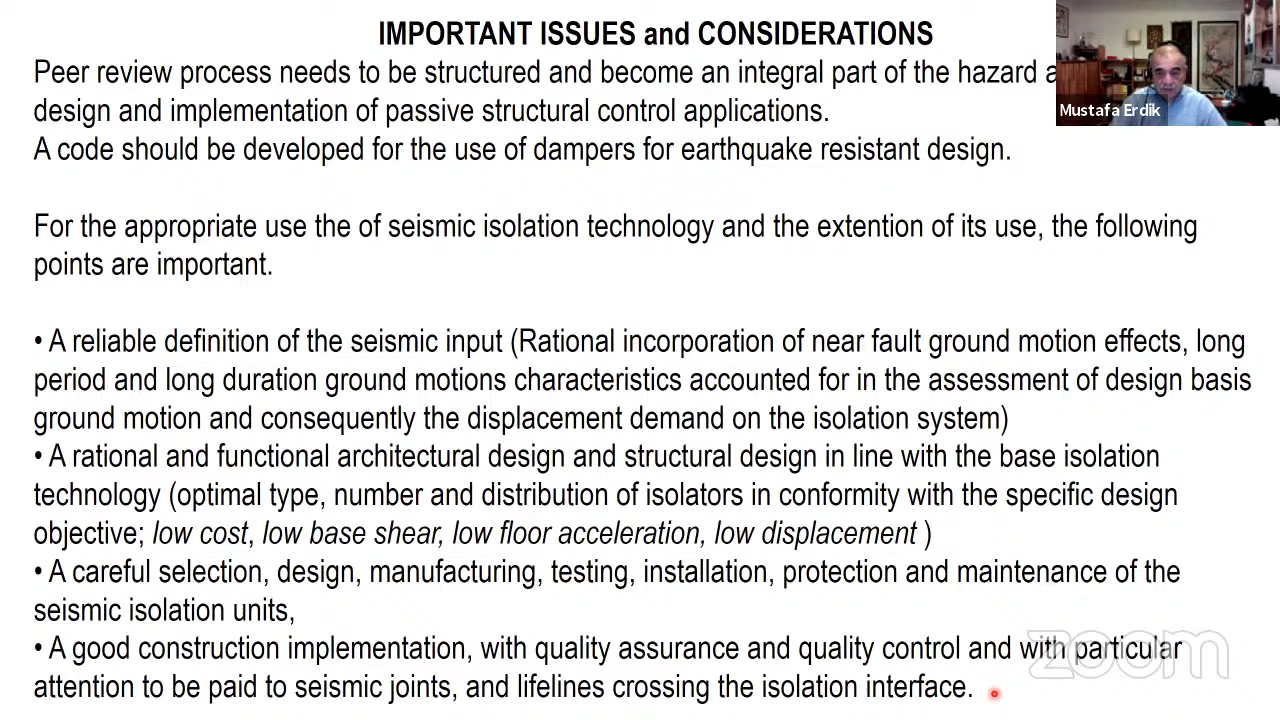 IMPORTANT ISSUES and CONSIDERATIONS
Peer review process needs to be structured and become an integral part of the hazard
design and implementation of passive structural control applications.
A code should be developed for the use of dampers for earthquake resistant design.
For the appropriate use the of seismic isolation technology and the extention of its use, the following
points are important.
• A reliable definition of the seismic input (Rational incorporation of near fault ground motion effects, long
period and long duration ground motions characteristics accounted for in the assessment of design basis
ground motion and consequently the displacement demand on the isolation system)
• A rational and functional architectural design and structural design in line with the base isolation
technology (optimal type, number and distribution of isolators in conformity with the specific design
objective; low cost, low base shear, low floor acceleration, low displacement )
• A careful selection, design, manufacturing, testing, installation, protection and maintenance of the
seismic isolation units,
• A good construction implementation, with quality assurance and quality control and with particular
attention to be paid to seismic joints, and lifelines crossing the isolation interface.
Mustafa Erdik
zoom